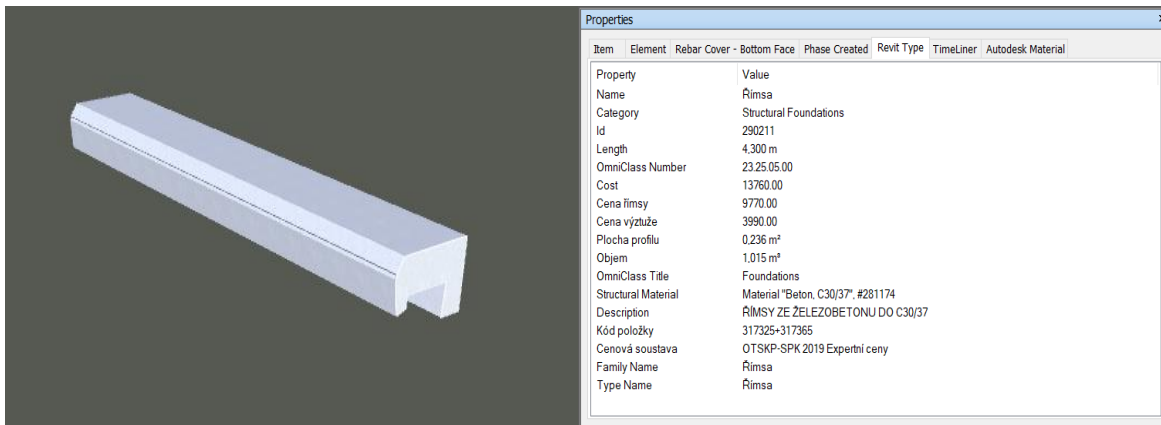 Properties
Item Element Rebar Cover - Bottom Face Phase Created Revit Type TimeLiner Autodesk Material
Property Value
Name Římsa
Category Structural Foundations
Id 290211
Length 4,300 m
OmniClass Number 23.25.05.00
Cost 13760.00
Cena římsy 9770.00
Cena výztuže 3990.00
Plocha profilu 0,236 m²
Objem 1,015 m³
OmniClass Title Foundations
Structural Material Material "Beton, C30/37", #281174
Description ŘÍMSY ZE ŽELEZOBETONU DO C30/37
Kód položky 317325+317365
Cenová soustava OTSKP-SPK 2019 Expertní ceny
Family Name Římsa
Type Name Římsa